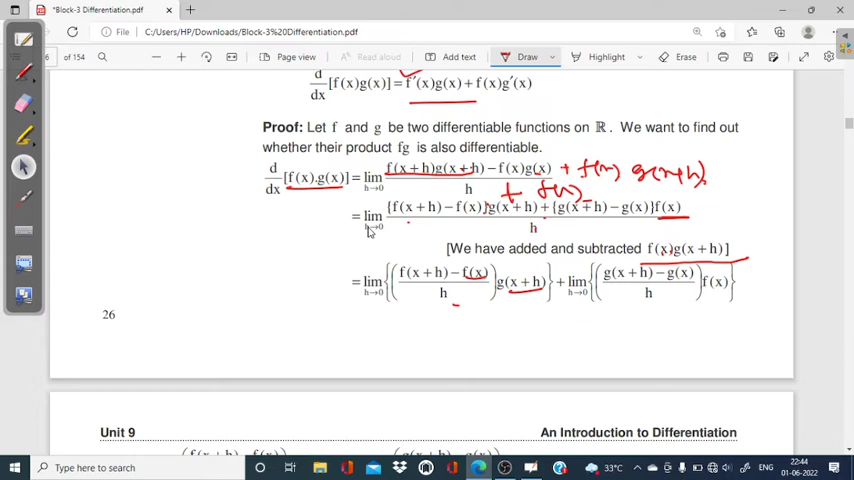 *Block-3 Differentiation.pdf
File C:/Users/HP/Downloads/Block-3%20Differentiation.pdf
6 of 154 Page view Read aloud Add text Draw Highlight Erase
d/dx [f(x)g(x)] = f′(x)g(x) + f(x)g′(x)
Proof: Let f and g be two differentiable functions on ℝ. We want to find out
whether their product fg is also differentiable.
d/dx [f(x).g(x)] = lim h→0 f(x+h)g(x+h) − f(x)g(x) / h + f(x) g(x+h)
+ f(x)
= lim h→0 {f(x+h) − f(x)}g(x+h) + {g(x+h) − g(x)}f(x) / h
[We have added and subtracted f(x)g(x+h)]
= lim h→0 {(f(x+h) − f(x) / h) g(x+h)} + lim h→0 {(g(x+h) − g(x) / h) f(x)}
26
Unit 9 An Introduction to Differentiation
(f(x+h) − f(x)) (g(x+h) − g(x))
Type here to search
33°C
ENG
22:44
01-06-2022